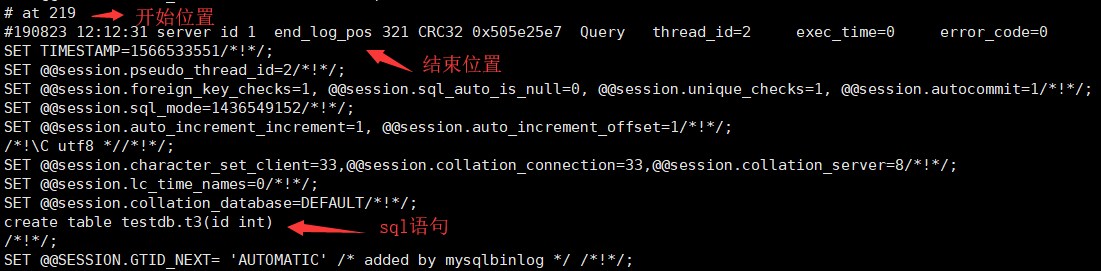 # at 219 开始位置
#190823 12:12:31 server id 1  end_log_pos 321 CRC32 0x505e25e7  Query   thread_id=2     exec_time=0     error_code=0
SET TIMESTAMP=1566533551/*!*/;
结束位置
SET @@session.pseudo_thread_id=2/*!*/;
SET @@session.foreign_key_checks=1, @@session.sql_auto_is_null=0, @@session.unique_checks=1, @@session.autocommit=1/*!*/;
SET @@session.sql_mode=1436549152/*!*/;
SET @@session.auto_increment_increment=1, @@session.auto_increment_offset=1/*!*/;
/*!\C utf8 *//*!*/;
SET @@session.character_set_client=33,@@session.collation_connection=33,@@session.collation_server=8/*!*/;
SET @@session.lc_time_names=0/*!*/;
SET @@session.collation_database=DEFAULT/*!*/;
create table testdb.t3(id int) sql语句
/*!*/;
SET @@SESSION.GTID_NEXT= 'AUTOMATIC' /* added by mysqlbinlog */ /*!*/;